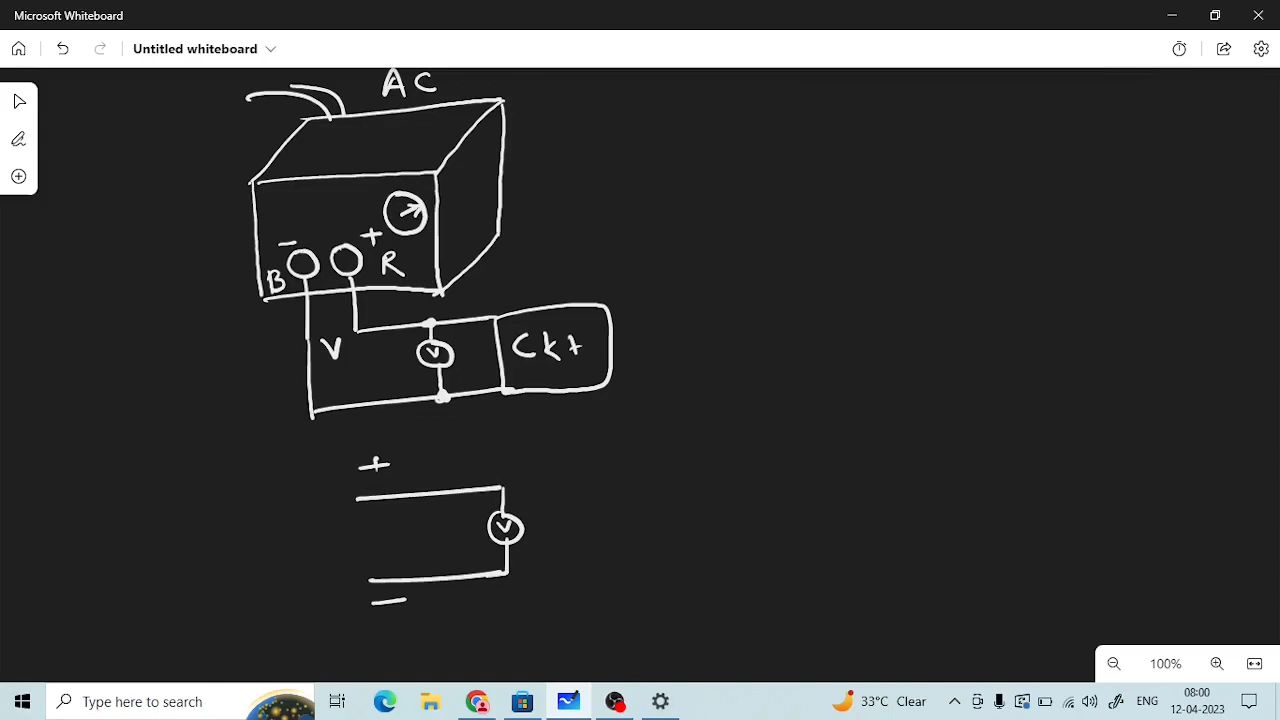 Microsoft Whiteboard
Untitled whiteboard
AC
- +
B R
V V Ckt
+
V
-
100%
Type here to search
33°C Clear
ENG
08:00
12-04-2023